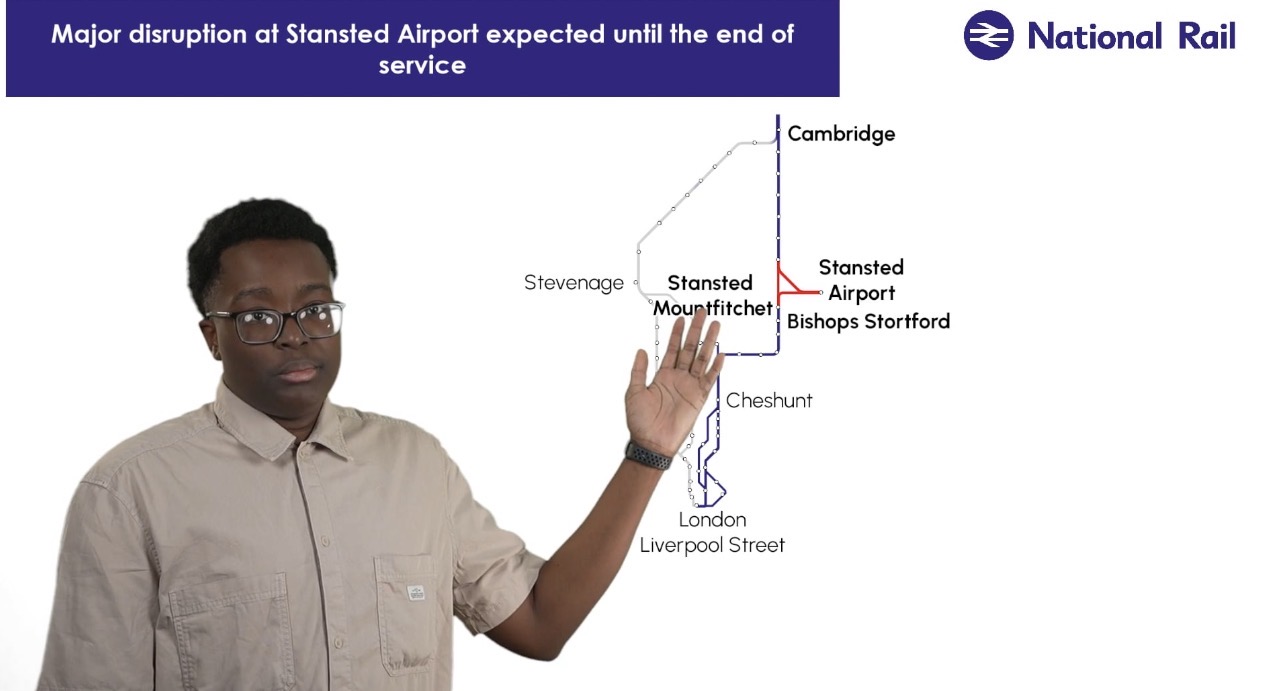 Major disruption at Stansted Airport expected until the end of
service
National Rail
Cambridge
Stansted
Airport
Stevenage
Stansted
Mountfitchet
Bishops Stortford
Cheshunt
London
Liverpool Street